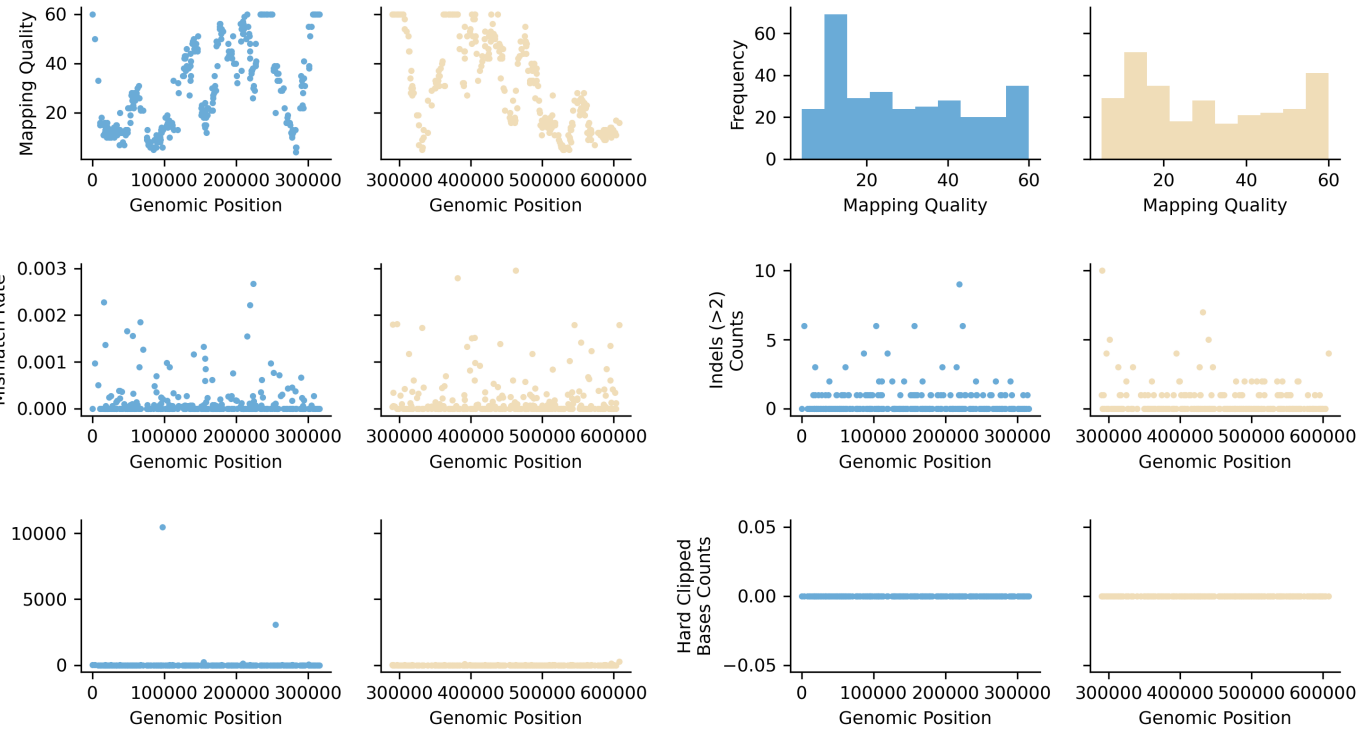 Mapping Quality
60
40
20
0 100000 200000 300000
Genomic Position
300000 400000 500000 600000
Genomic Position
Frequency
60
40
20
0
20 40 60
Mapping Quality
20 40 60
Mapping Quality
0.003
0.002
0.001
0.000
0 100000 200000 300000
Genomic Position
300000 400000 500000 600000
Genomic Position
Indels (>2)
Counts
10
5
0
0 100000 200000 300000
Genomic Position
300000 400000 500000 600000
Genomic Position
10000
5000
0
0 100000 200000 300000
Genomic Position
300000 400000 500000 600000
Genomic Position
Hard Clipped
Bases Counts
0.05
0.00
−0.05
0 100000 200000 300000
Genomic Position
300000 400000 500000 600000
Genomic Position